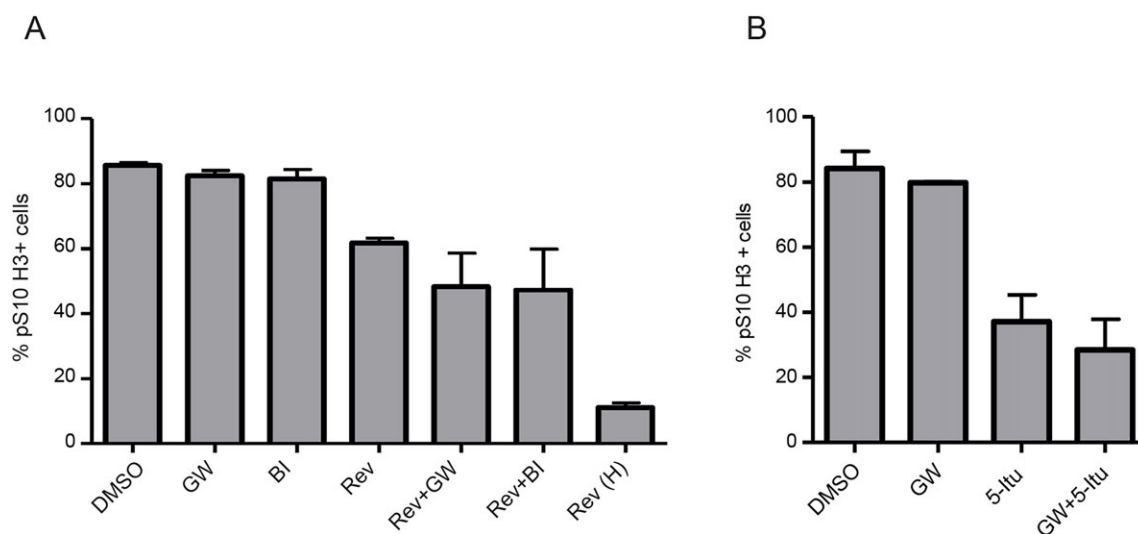 A
% pS10 H3+ cells
100
80
60
40
20
0
DMSO
GW
BI
Rev
Rev+GW
Rev+BI
Rev (H)
B
% pS10 H3 + cells
100
80
60
40
20
0
DMSO
GW
5-Itu
GW+5-Itu